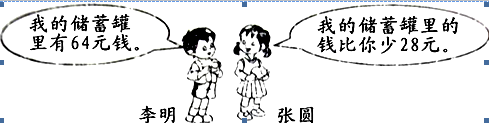 我的储蓄罐
里有64元钱。
我的储蓄罐里的
钱比你少28元。
李明
张圆